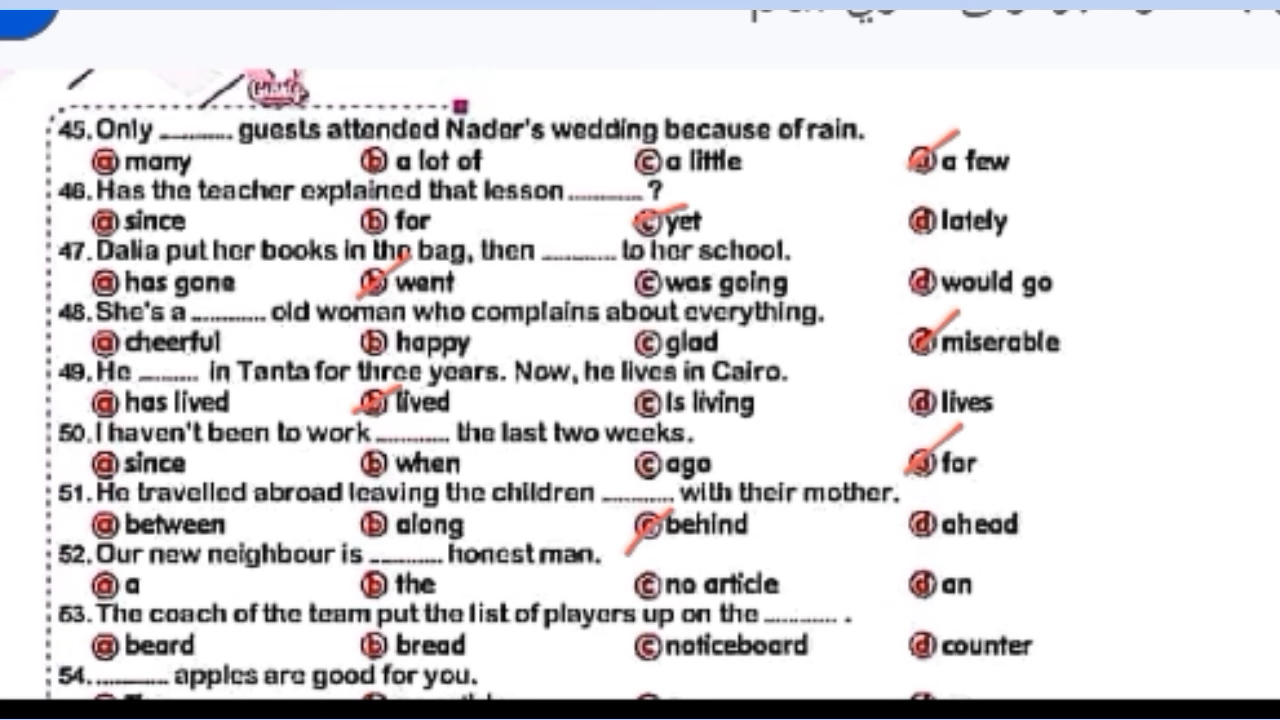 45. Only .......... guests attended Nader's wedding because of rain.
ⓐ many ⓑ a lot of ⓒ a little ⓓ a few
46. Has the teacher explained that lesson .......... ?
ⓐ since ⓑ for ⓒ yet ⓓ lately
47. Dalia put her books in the bag, then .......... to her school.
ⓐ has gone ⓑ went ⓒ was going ⓓ would go
48. She's a .......... old woman who complains about everything.
ⓐ cheerful ⓑ happy ⓒ glad ⓓ miserable
49. He ......... in Tanta for three years. Now, he lives in Cairo.
ⓐ has lived ⓑ lived ⓒ Is living ⓓ lives
50. I haven't been to work .......... the last two weeks.
ⓐ since ⓑ when ⓒ ago ⓓ for
51. He travelled abroad leaving the children .......... with their mother.
ⓐ between ⓑ along ⓒ behind ⓓ ahead
52. Our new neighbour is .......... honest man.
ⓐ a ⓑ the ⓒ no article ⓓ an
53. The coach of the team put the list of players up on the .......... .
ⓐ beard ⓑ bread ⓒ noticeboard ⓓ counter
54. .......... apples are good for you.